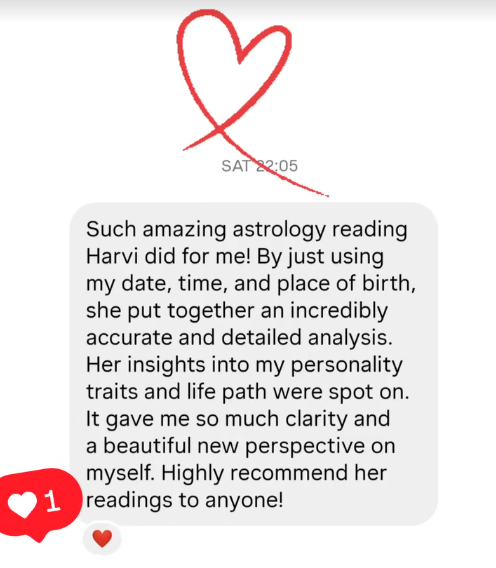 SAT 22:05
Such amazing astrology reading
Harvi did for me! By just using
my date, time, and place of birth,
she put together an incredibly
accurate and detailed analysis.
Her insights into my personality
traits and life path were spot on.
It gave me so much clarity and
a beautiful new perspective on
myself. Highly recommend her
readings to anyone!
1